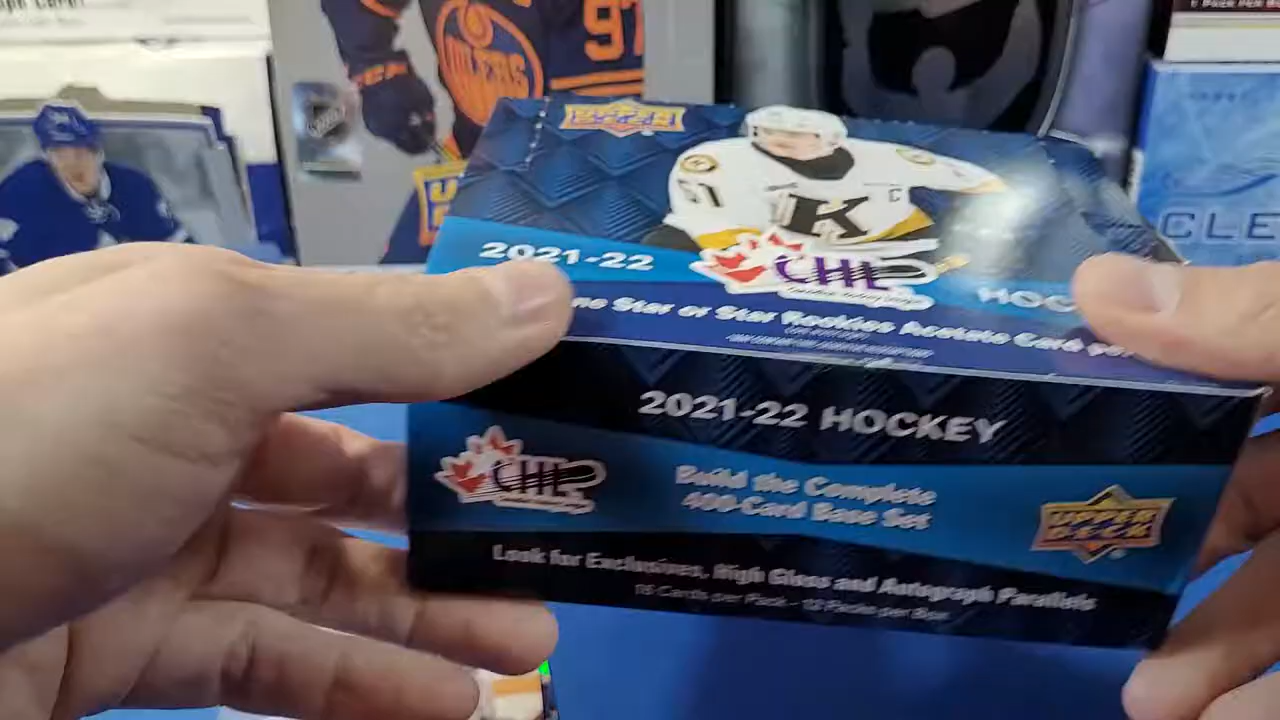 97
OILERS
UPPER
51
C
K
2021-22
CHL
HOC
CLE
ne Star or Star Rookies Acetate Card per
2021-22 HOCKEY
CHL
Build the Complete
400-Card Base Set
UPPER
DECK
Look for Exclusives, High Gloss and Autograph Parallels
18 Cards per Pack - 12 Packs per Box